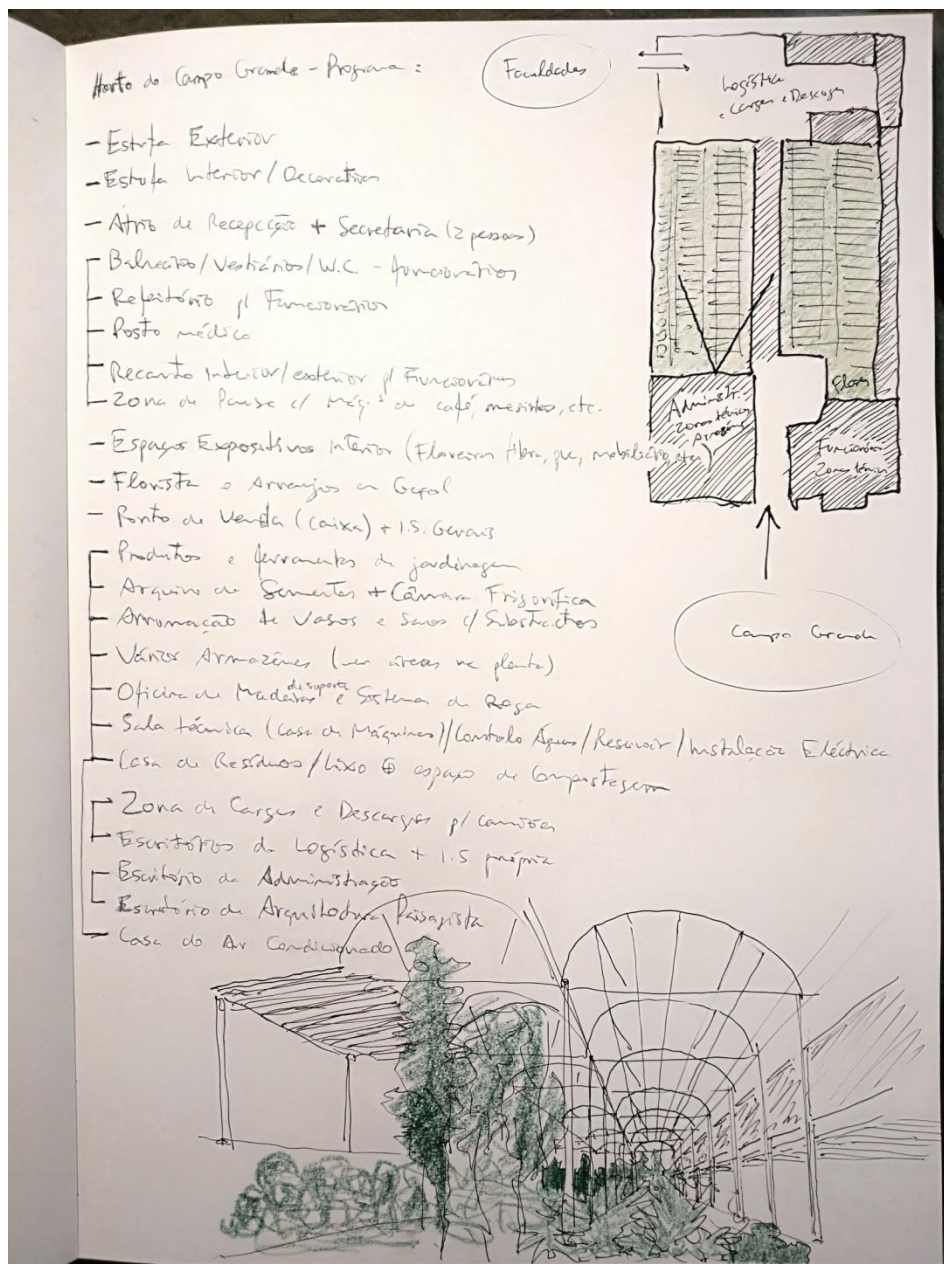 Horto do Campo Grande - Programa :
- Estufa Exterior
- Estufa Interior / Decorativa
- Átrio de Recepção + Secretaria (2 pessoas)
- Balneários / Vestiários / W.C. - funcionários
- Refeitório p/ Funcionários
- Posto médico
- Recanto Interior / exterior p/ Funcionários
- Zona de Pausa c/ Máq.s de café, mesinhas, etc.
- Espaços Expositivos Interior (Floreiras fibra, pvc, mobiliário, etc.)
- Florista e Arranjos em Geral
- Ponto de Venda (caixa) + I.S. Gerais
- Produtos e ferramentas de jardinagem
- Arquivo de Sementes + Câmara Frigorífica
- Arrumação de Vasos e Sacos c/ Substractos
- Vários Armazéns (ver áreas na planta)
- Oficina de Madeiras de suporte e Sistema de Rega
- Sala técnica (Casa de Máquinas) / Controlo Águas / Reservoir / Instalação Eléctrica
- Casa de Resíduos / Lixo + espaço de Compostagem
- Zona de Cargas e Descargas p/ camiões
- Escritórios de Logística + I.S. própria
- Escritório de Administração
- Escritório de Arquitectura Paisagista
- Casa do Ar Condicionado
Faculdades
Logística
e Cargas e Descargas
Administr.
Zonas técnicas
Armazéns
Flores
Funcionários
Zonas técnicas
Campo Grande